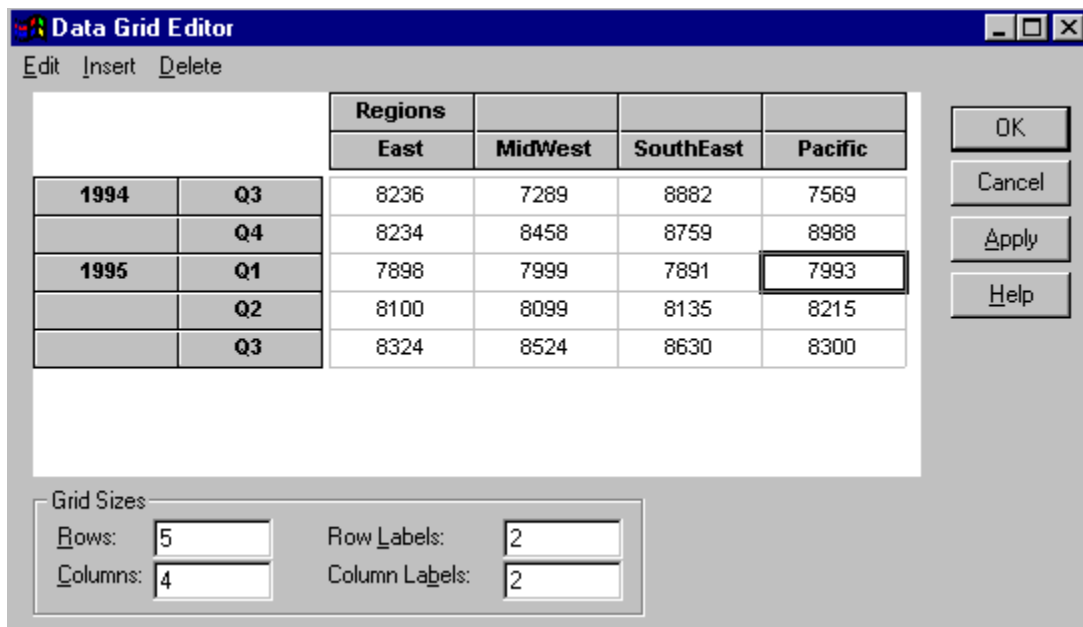 Data Grid Editor
Edit Insert Delete
Regions
East MidWest SouthEast Pacific
1994 Q3 8236 7289 8882 7569
Q4 8234 8458 8759 8988
1995 Q1 7898 7999 7891 7993
Q2 8100 8099 8135 8215
Q3 8324 8524 8630 8300
OK
Cancel
Apply
Help
Grid Sizes
Rows: 5 Row Labels: 2
Columns: 4 Column Labels: 2